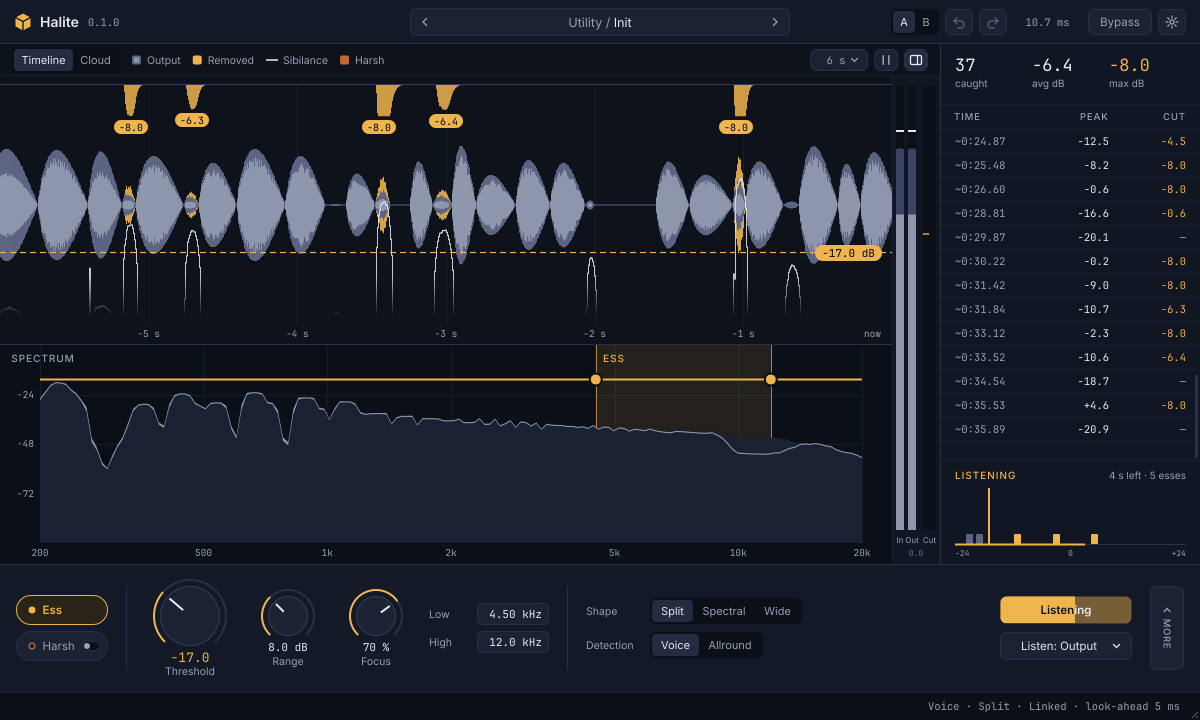 Halite 0.1.0
Utility / Init
A B
10.7 ms
Bypass
Timeline Cloud Output Removed Sibilance Harsh
6 s
-8.0 -6.3 -8.0 -6.4 -8.0
-17.0 dB
-5 s -4 s -3 s -2 s -1 s now
SPECTRUM ESS
-24
-48
-72
200 500 1k 2k 5k 10k 20k
In Out Cut
0.0
37 -6.4 -8.0
caught avg dB max dB
TIME PEAK CUT
~0:24.87 -12.5 -4.5
~0:25.48 -8.2 -8.0
~0:26.60 -0.6 -8.0
~0:28.81 -16.6 -0.6
~0:29.87 -20.1 —
~0:30.22 -0.2 -8.0
~0:31.42 -9.0 -8.0
~0:31.84 -10.7 -6.3
~0:33.12 -2.3 -8.0
~0:33.52 -10.6 -6.4
~0:34.54 -18.7 —
~0:35.53 +4.6 -8.0
~0:35.89 -20.9 —
LISTENING 4 s left · 5 esses
-24 0 +24
Ess
Harsh
-17.0
Threshold
8.0 dB
Range
70 %
Focus
Low 4.50 kHz
High 12.0 kHz
Shape Split Spectral Wide
Detection Voice Allround
Listening
Listen: Output
MORE
Voice · Split · Linked · look-ahead 5 ms